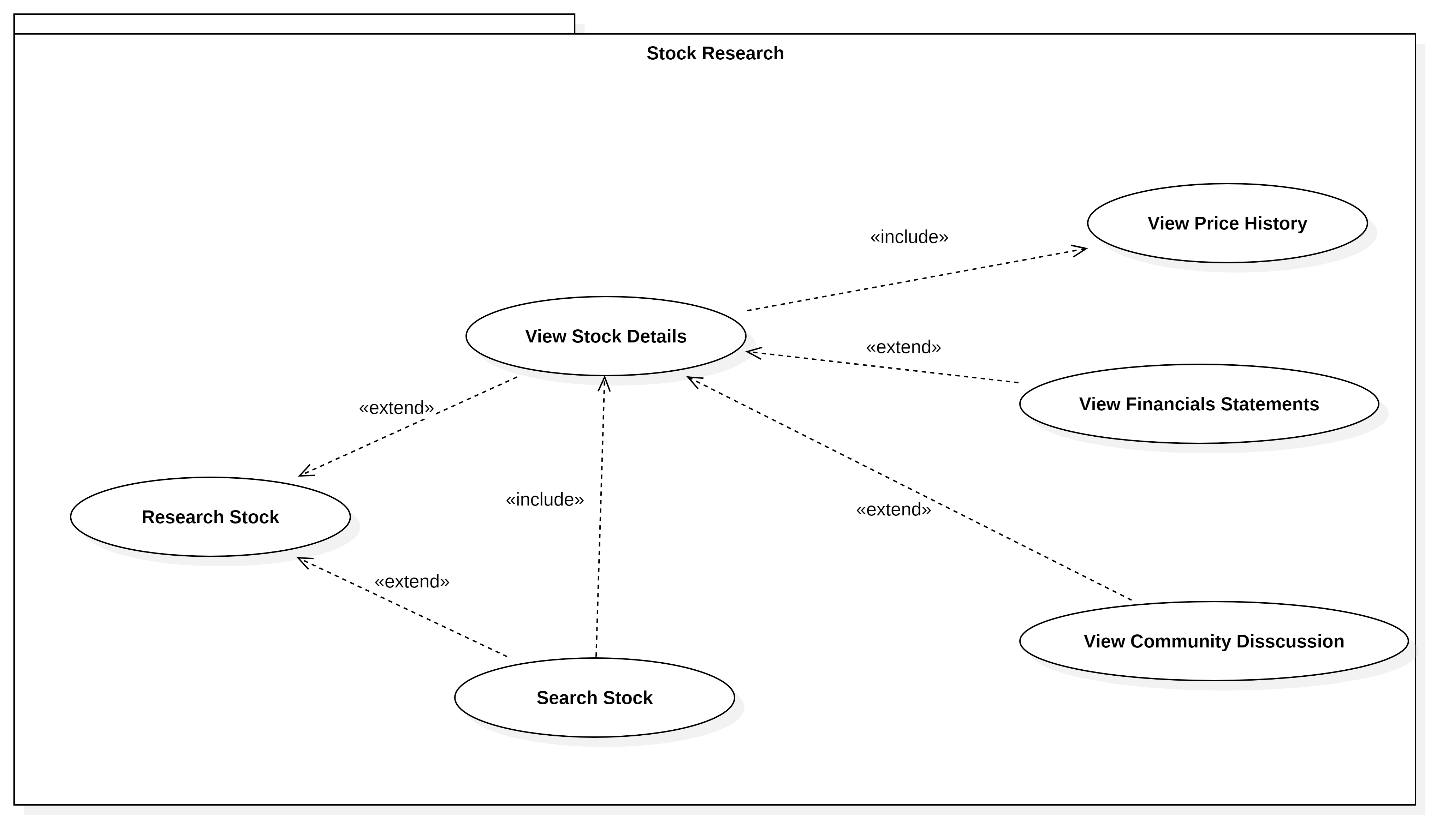 Stock Research
View Price History
«include»
View Stock Details
«extend»
View Financials Statements
«extend»
«include»
«extend»
Research Stock
«extend»
View Community Disscussion
Search Stock